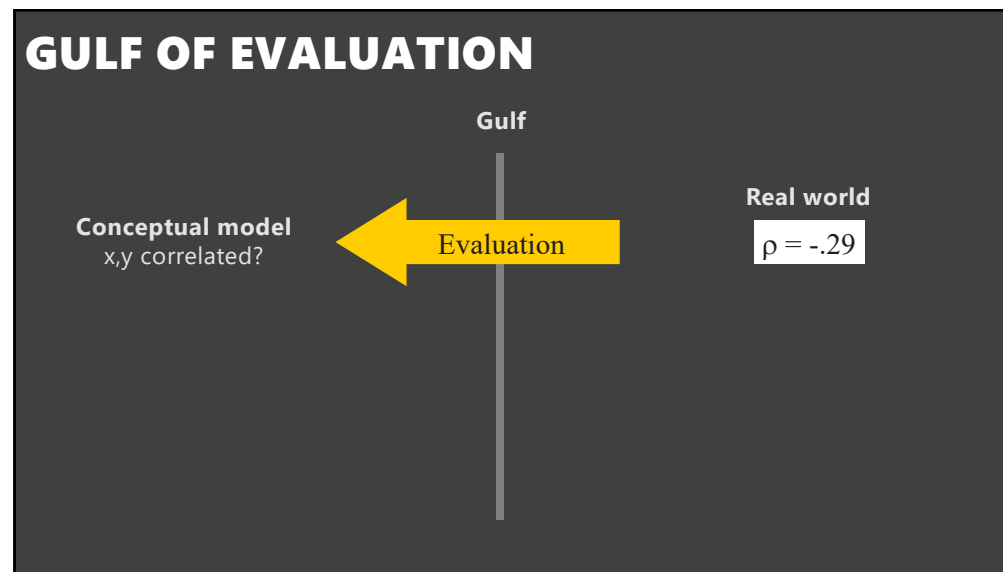 GULF OF EVALUATION
Gulf
Conceptual model
x,y correlated?
Evaluation
Real world
ρ = -.29